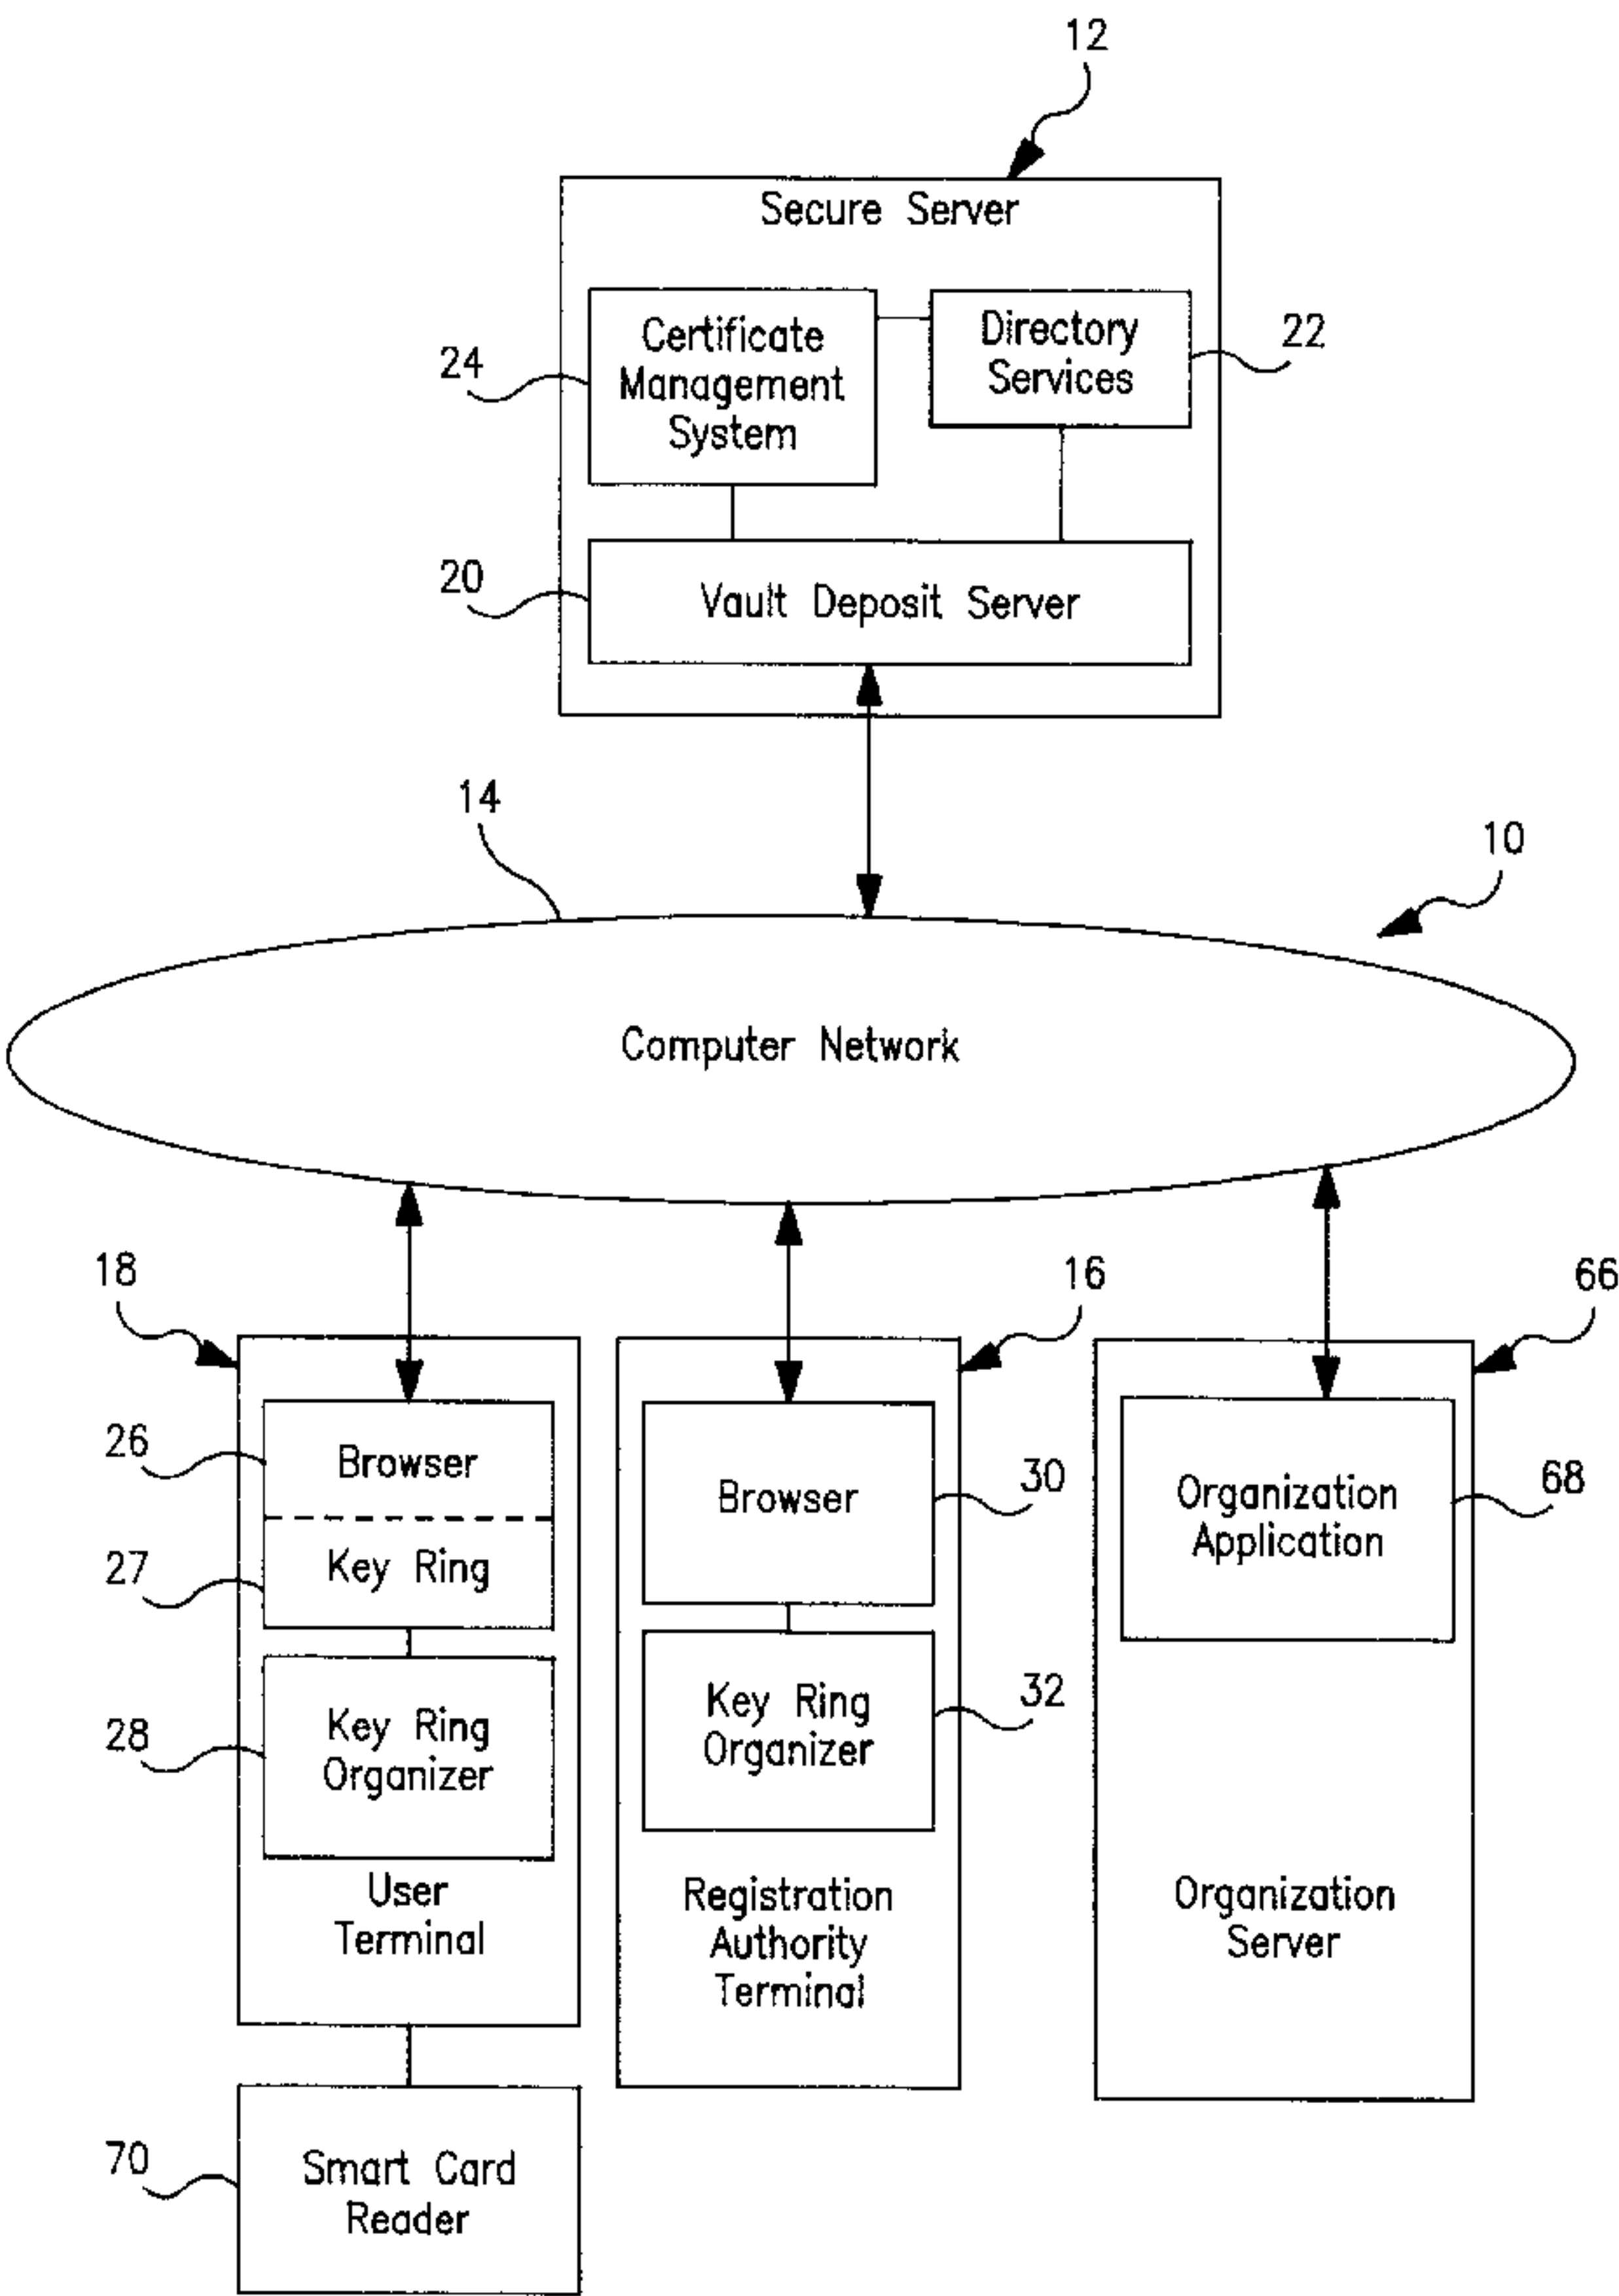 12
Secure Server
Certificate
Management
System
Directory
Services
24
22
20
Vault Deposit Server
14
10
Computer Network
18
16
66
26
Browser
27
Key Ring
28
Key Ring
Organizer
User
Terminal
Browser
30
Key Ring
Organizer
32
Registration
Authority
Terminal
Organization
Application
68
Organization
Server
70
Smart Card
Reader